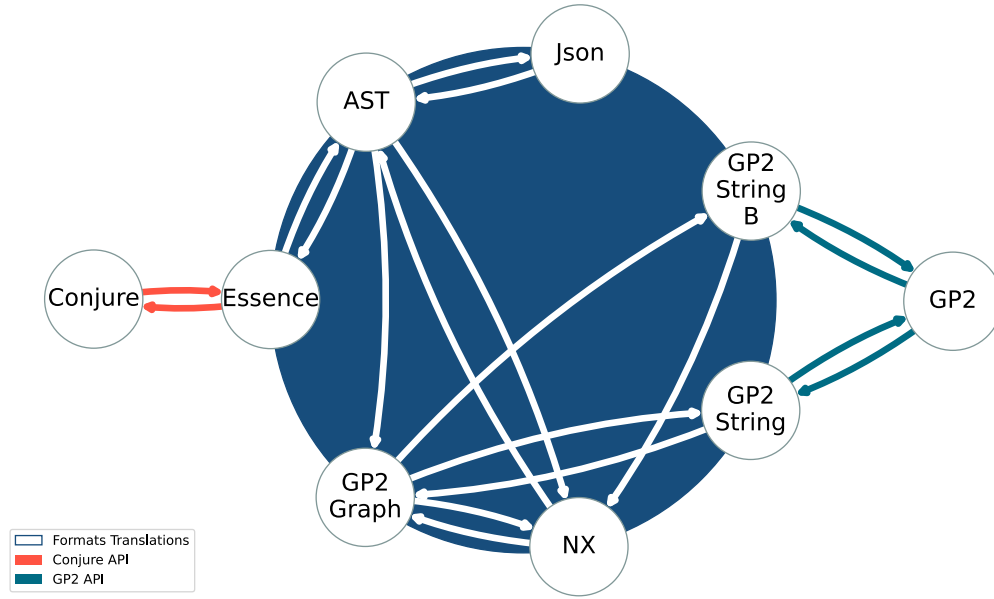 Json
AST
GP2
String
B
Conjure
Essence
GP2
GP2
String
GP2
Graph
NX
Formats Translations
Conjure API
GP2 API